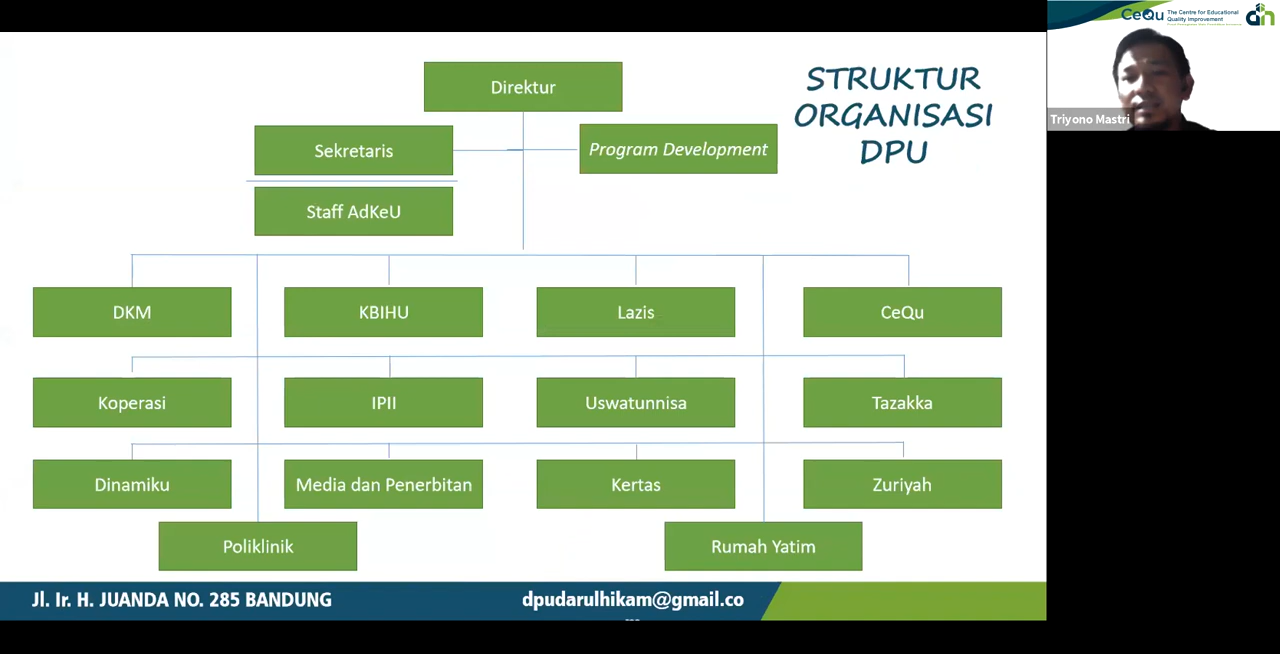 CeQu
The Centre for Educational
Quality Improvement
Triyono Mastri
STRUKTUR
ORGANISASI
DPU
Direktur
Sekretaris
Program Development
Staff AdKeU
DKM
KBIHU
Lazis
CeQu
Koperasi
IPII
Uswatunnisa
Tazakka
Dinamiku
Media dan Penerbitan
Kertas
Zuriyah
Poliklinik
Rumah Yatim
Jl. Ir. H. JUANDA NO. 285 BANDUNG
dpudarulhikam@gmail.co
m